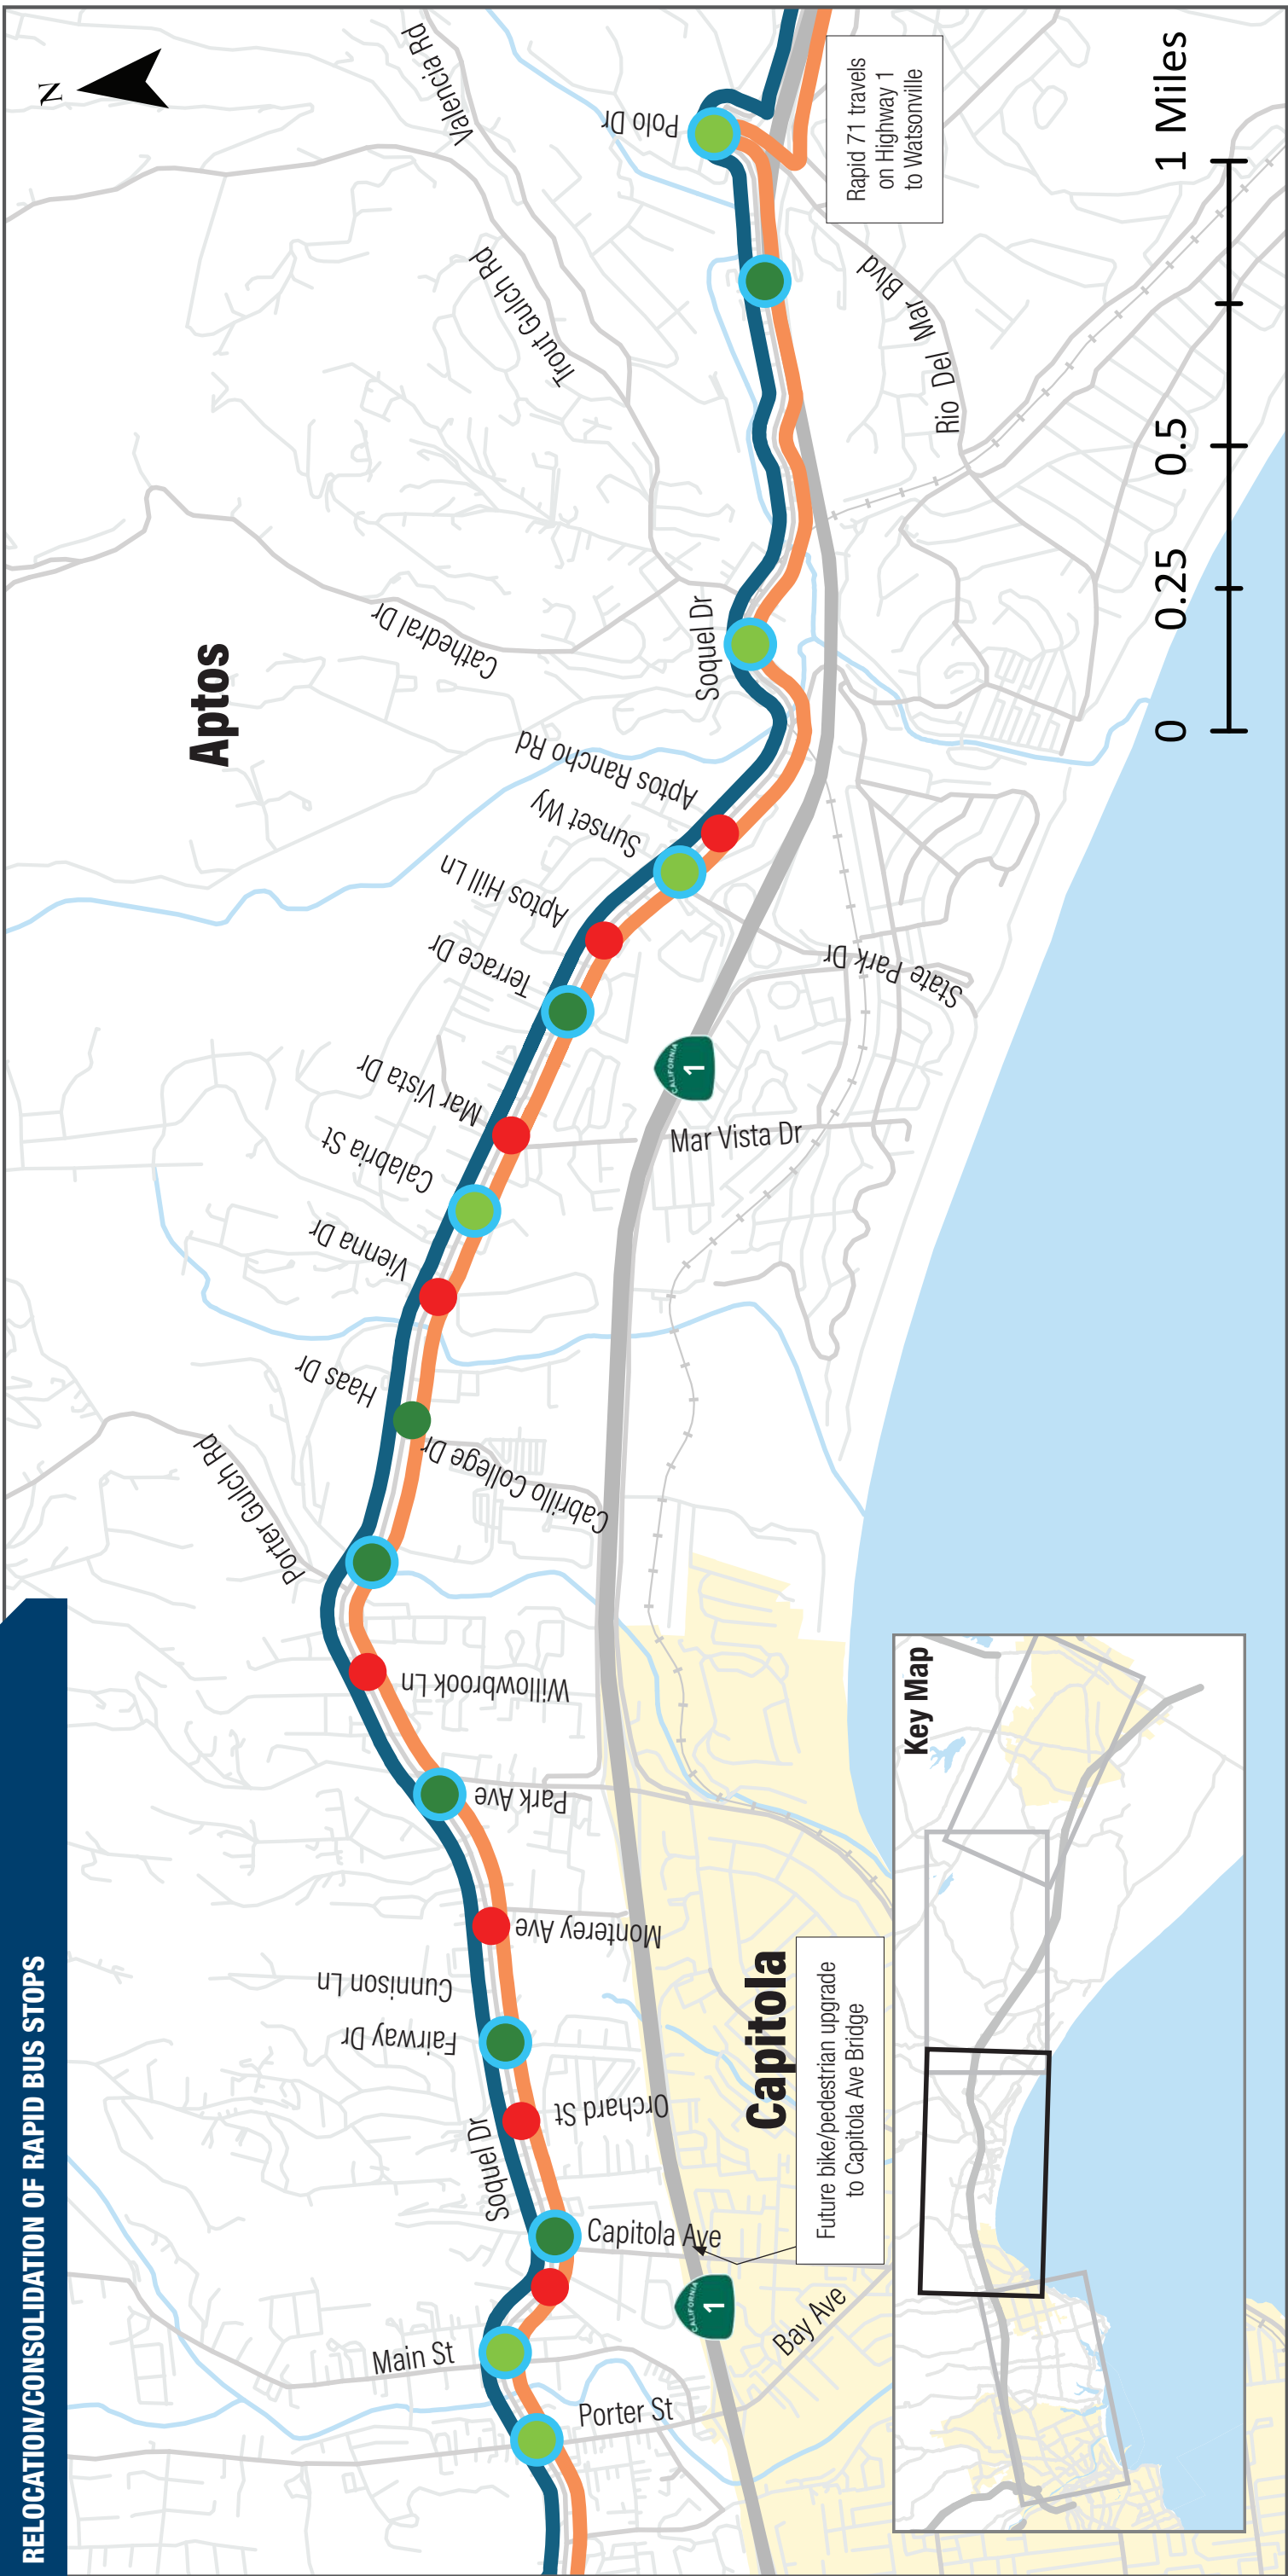 RELOCATION/CONSOLIDATION OF RAPID BUS STOPS
N
Valencia Rd
Trout Gulch Rd
Polo Dr
Rapid 71 travels
on Highway 1
to Watsonville
Rio Del Mar Blvd
Aptos
Cathedral Dr
Soquel Dr
Aptos Rancho Rd
Sunset Wy
Aptos Hill Ln
Terrace Dr
State Park Dr
Mar Vista Dr
CALIFORNIA
1
Mar Vista Dr
Calabria St
Vienna Dr
Haas Dr
Cabrillo College Dr
Porter Gulch Rd
Willowbrook Ln
Park Ave
Monterey Ave
Cunnison Ln
Fairway Dr
Orchard St
Soquel Dr
Capitola Ave
Capitola
Future bike/pedestrian upgrade
to Capitola Ave Bridge
CALIFORNIA
1
Bay Ave
Main St
Porter St
Key Map
0 0.25 0.5 1 Miles